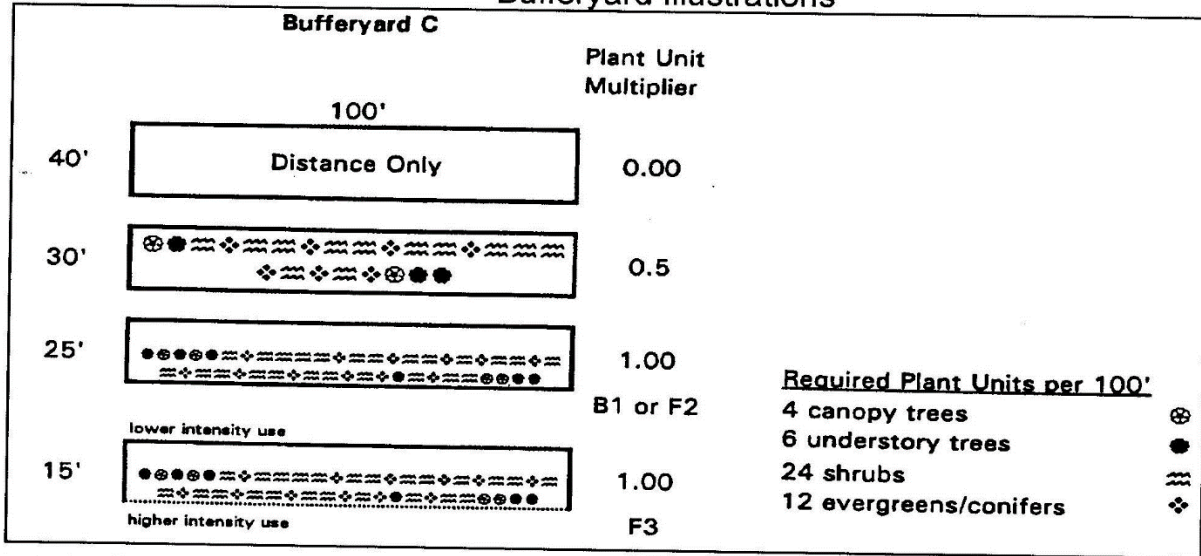 Bufferyard Illustrations
Bufferyard C
Plant Unit
Multiplier
100'
40'
Distance Only
0.00
30'
0.5
25'
1.00
B1 or F2
lower intensity use
15'
1.00
higher intensity use
F3
Required Plant Units per 100'
4 canopy trees
6 understory trees
24 shrubs
12 evergreens/conifers